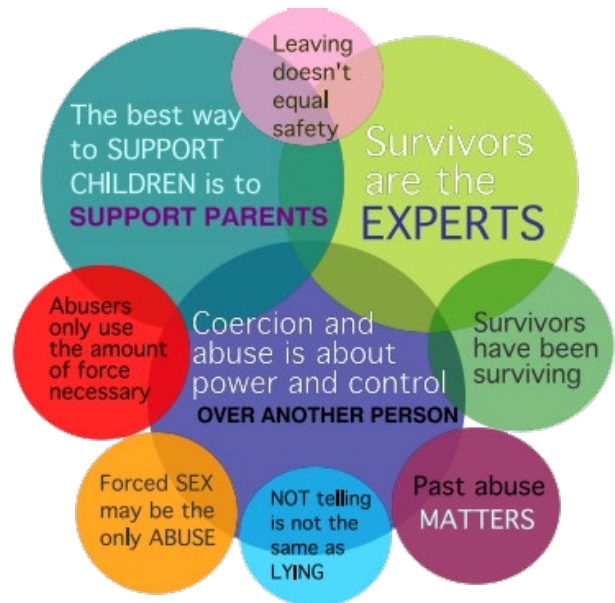 Leaving
doesn't
equal
safety
The best way
to SUPPORT
CHILDREN is to
SUPPORT PARENTS
Survivors
are the
EXPERTS
Abusers
only use
the amount
of force
necessary
Coercion and
abuse is about
power and control
OVER ANOTHER PERSON
Survivors
have been
surviving
Forced SEX
may be the
only ABUSE
NOT telling
is not the
same as
LYING
Past abuse
MATTERS